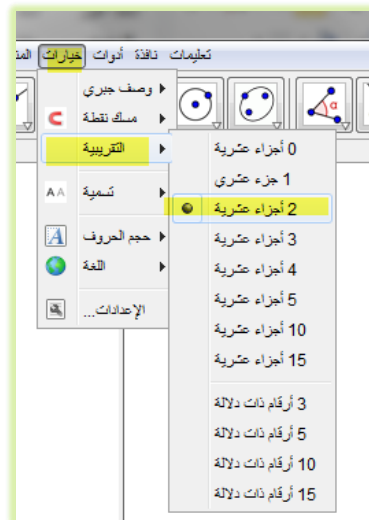 خيارات أدوات نافذة تعليمات
وصف جبري
مسك نقطة
التقريبية
AA تسمية
A حجم الحروف
اللغة
الإعدادات...
α
0 أجزاء عشرية
1 جزء عشري
2 أجزاء عشرية
3 أجزاء عشرية
4 أجزاء عشرية
5 أجزاء عشرية
10 أجزاء عشرية
15 أجزاء عشرية
3 أرقام ذات دلالة
5 أرقام ذات دلالة
10 أرقام ذات دلالة
15 أرقام ذات دلالة